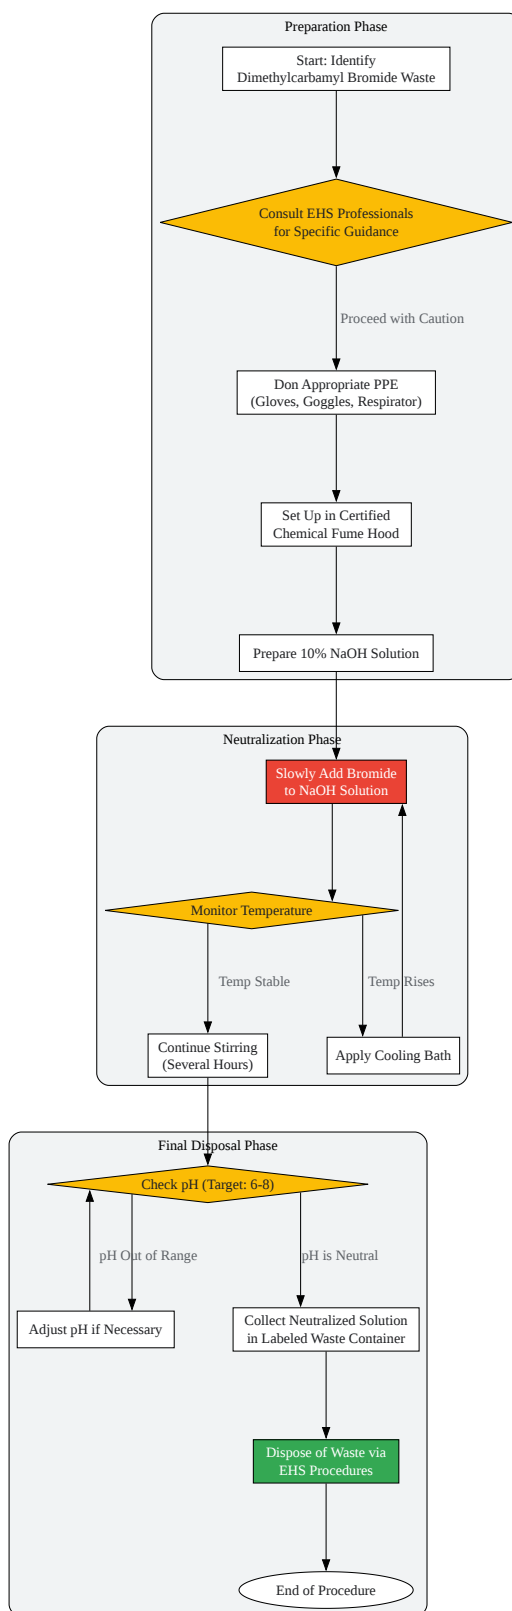 Preparation Phase
Start: Identify
Dimethylcarbamyl Bromide Waste
Consult EHS Professionals
for Specific Guidance
Proceed with Caution
Don Appropriate PPE
(Gloves, Goggles, Respirator)
Set Up in Certified
Chemical Fume Hood
Prepare 10% NaOH Solution
Neutralization Phase
Slowly Add Bromide
to NaOH Solution
Monitor Temperature
Temp Stable
Temp Rises
Continue Stirring
(Several Hours)
Apply Cooling Bath
Final Disposal Phase
Check pH (Target: 6-8)
pH Out of Range
pH is Neutral
Adjust pH if Necessary
Collect Neutralized Solution
in Labeled Waste Container
Dispose of Waste via
EHS Procedures
End of Procedure